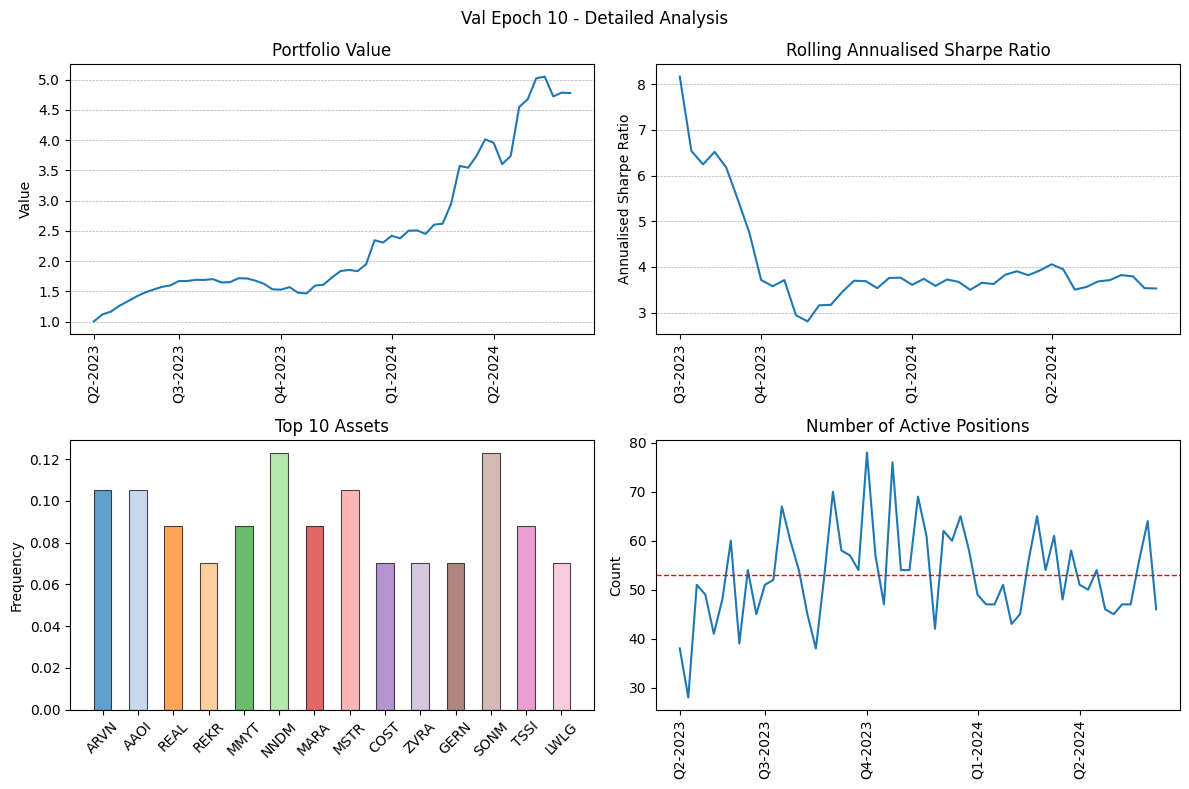 Val Epoch 10 - Detailed Analysis
Portfolio Value
Value
5.0
4.5
4.0
3.5
3.0
2.5
2.0
1.5
1.0
Q2-2023
Q3-2023
Q4-2023
Q1-2024
Q2-2024
Rolling Annualised Sharpe Ratio
Annualised Sharpe Ratio
8
7
6
5
4
3
Q3-2023
Q4-2023
Q1-2024
Q2-2024
Top 10 Assets
Frequency
0.12
0.10
0.08
0.06
0.04
0.02
0.00
ARVN
AAOI
REAL
REKR
MMYT
NNDM
MARA
MSTR
COST
ZVRA
GERN
SONM
TSSI
LWLG
Number of Active Positions
Count
80
70
60
50
40
30
Q2-2023
Q3-2023
Q4-2023
Q1-2024
Q2-2024